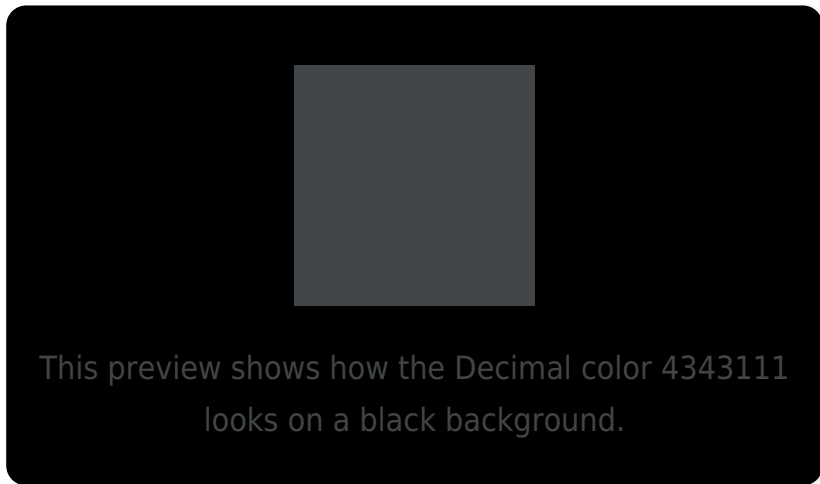 This preview shows how the Decimal color 4343111
looks on a black background.